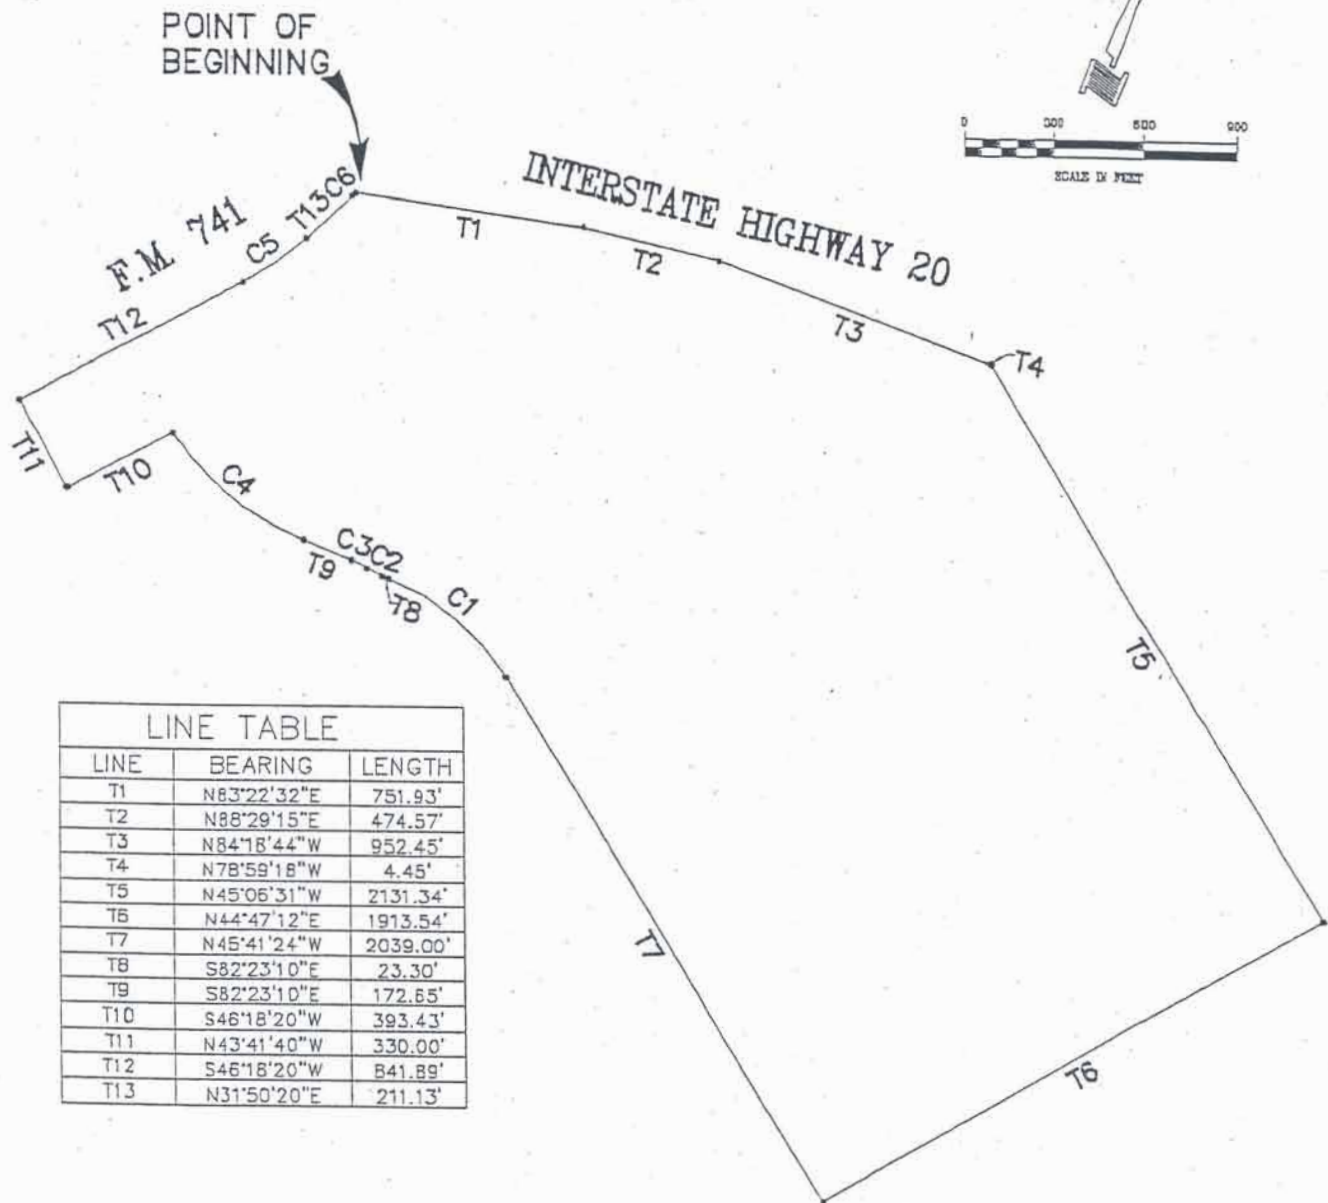 POINT OF
BEGINNING
0 300 600 900
SCALE IN FEET
INTERSTATE HIGHWAY 20
F.M. 741
C6
T13
C5
T12
T11
T10
C4
T9
C3
C2
T8
C1
T1
T2
T3
T4
T5
T6
T7
LINE TABLE
LINE BEARING LENGTH
T1 N83°22'32"E 751.93'
T2 N88°29'15"E 474.57'
T3 N84°18'44"W 952.45'
T4 N78°59'18"W 4.45'
T5 N45°06'31"W 2131.34'
T6 N44°47'12"E 1913.54'
T7 N45°41'24"W 2039.00'
T8 S82°23'10"E 23.30'
T9 S82°23'10"E 172.65'
T10 S46°18'20"W 393.43'
T11 N43°41'40"W 330.00'
T12 S46°18'20"W 841.89'
T13 N31°50'20"E 211.13'